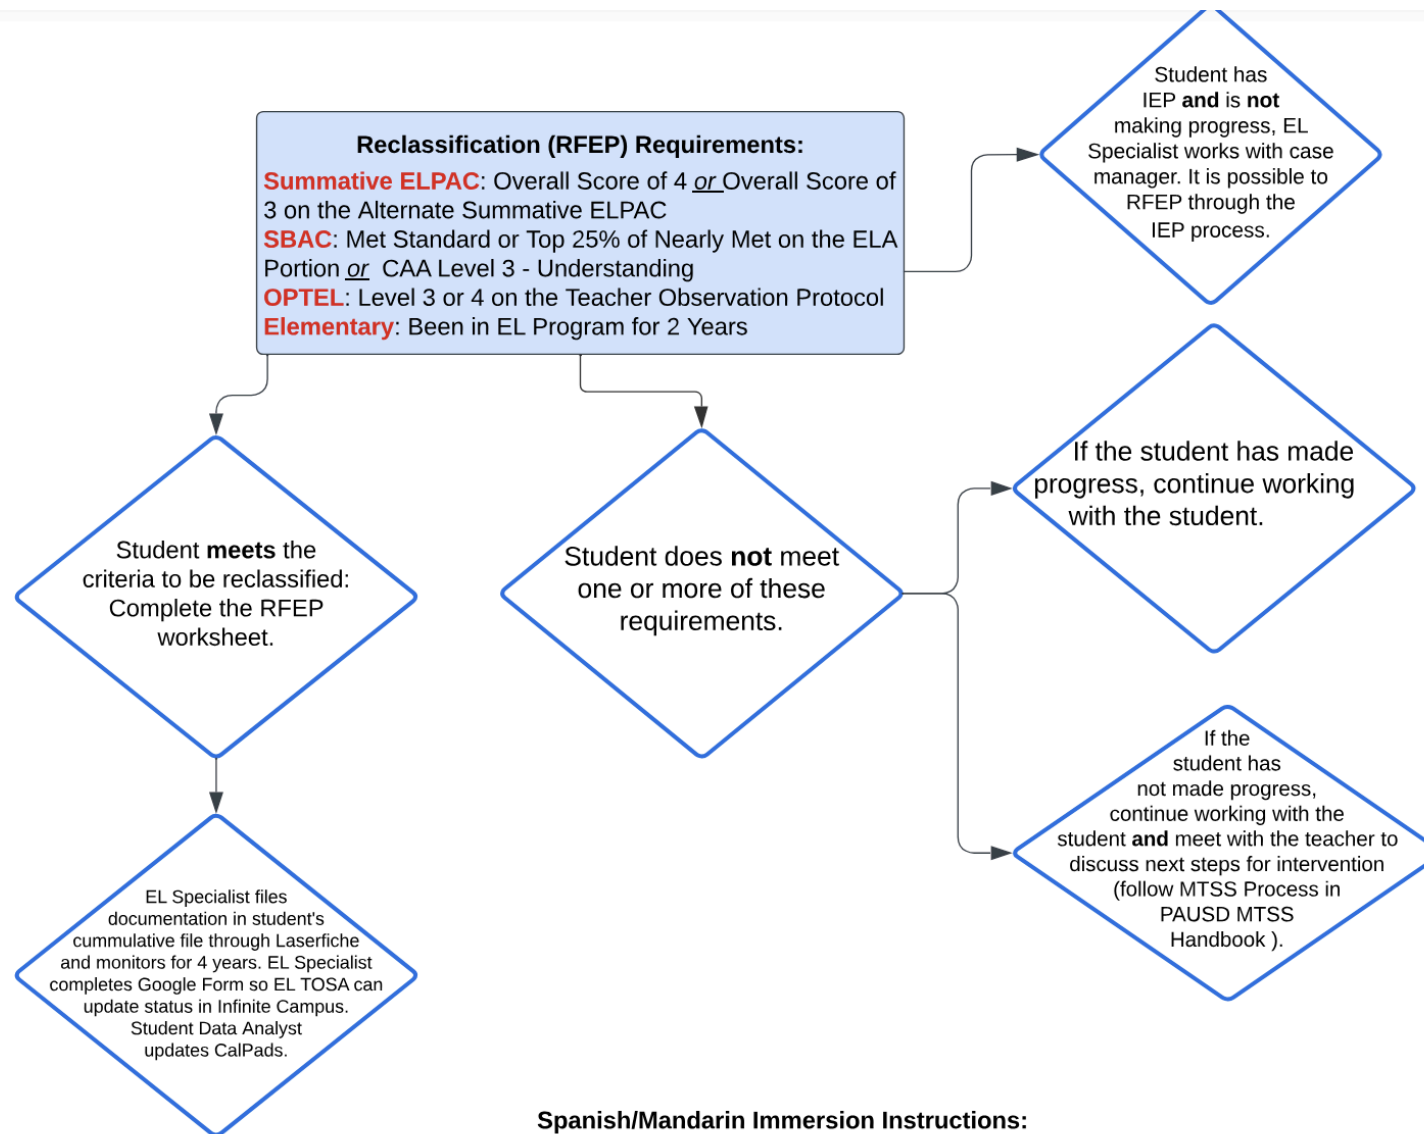 Student has
IEP and is not
making progress, EL
Specialist works with case
manager. It is possible to
RFEP through the
IEP process.
Reclassification (RFEP) Requirements:
Summative ELPAC: Overall Score of 4 or Overall Score of
3 on the Alternate Summative ELPAC
SBAC: Met Standard or Top 25% of Nearly Met on the ELA
Portion or CAA Level 3 - Understanding
OPTEL: Level 3 or 4 on the Teacher Observation Protocol
Elementary: Been in EL Program for 2 Years
If the student has made
progress, continue working
with the student.
Student meets the
criteria to be reclassified:
Complete the RFEP
worksheet.
Student does not meet
one or more of these
requirements.
If the
student has
not made progress,
continue working with the
student and meet with the teacher to
discuss next steps for intervention
(follow MTSS Process in
PAUSD MTSS
Handbook ).
EL Specialist files
documentation in student's
cummulative file through Laserfiche
and monitors for 4 years. EL Specialist
completes Google Form so EL TOSA can
update status in Infinite Campus.
Student Data Analyst
updates CalPads.
Spanish/Mandarin Immersion Instructions: